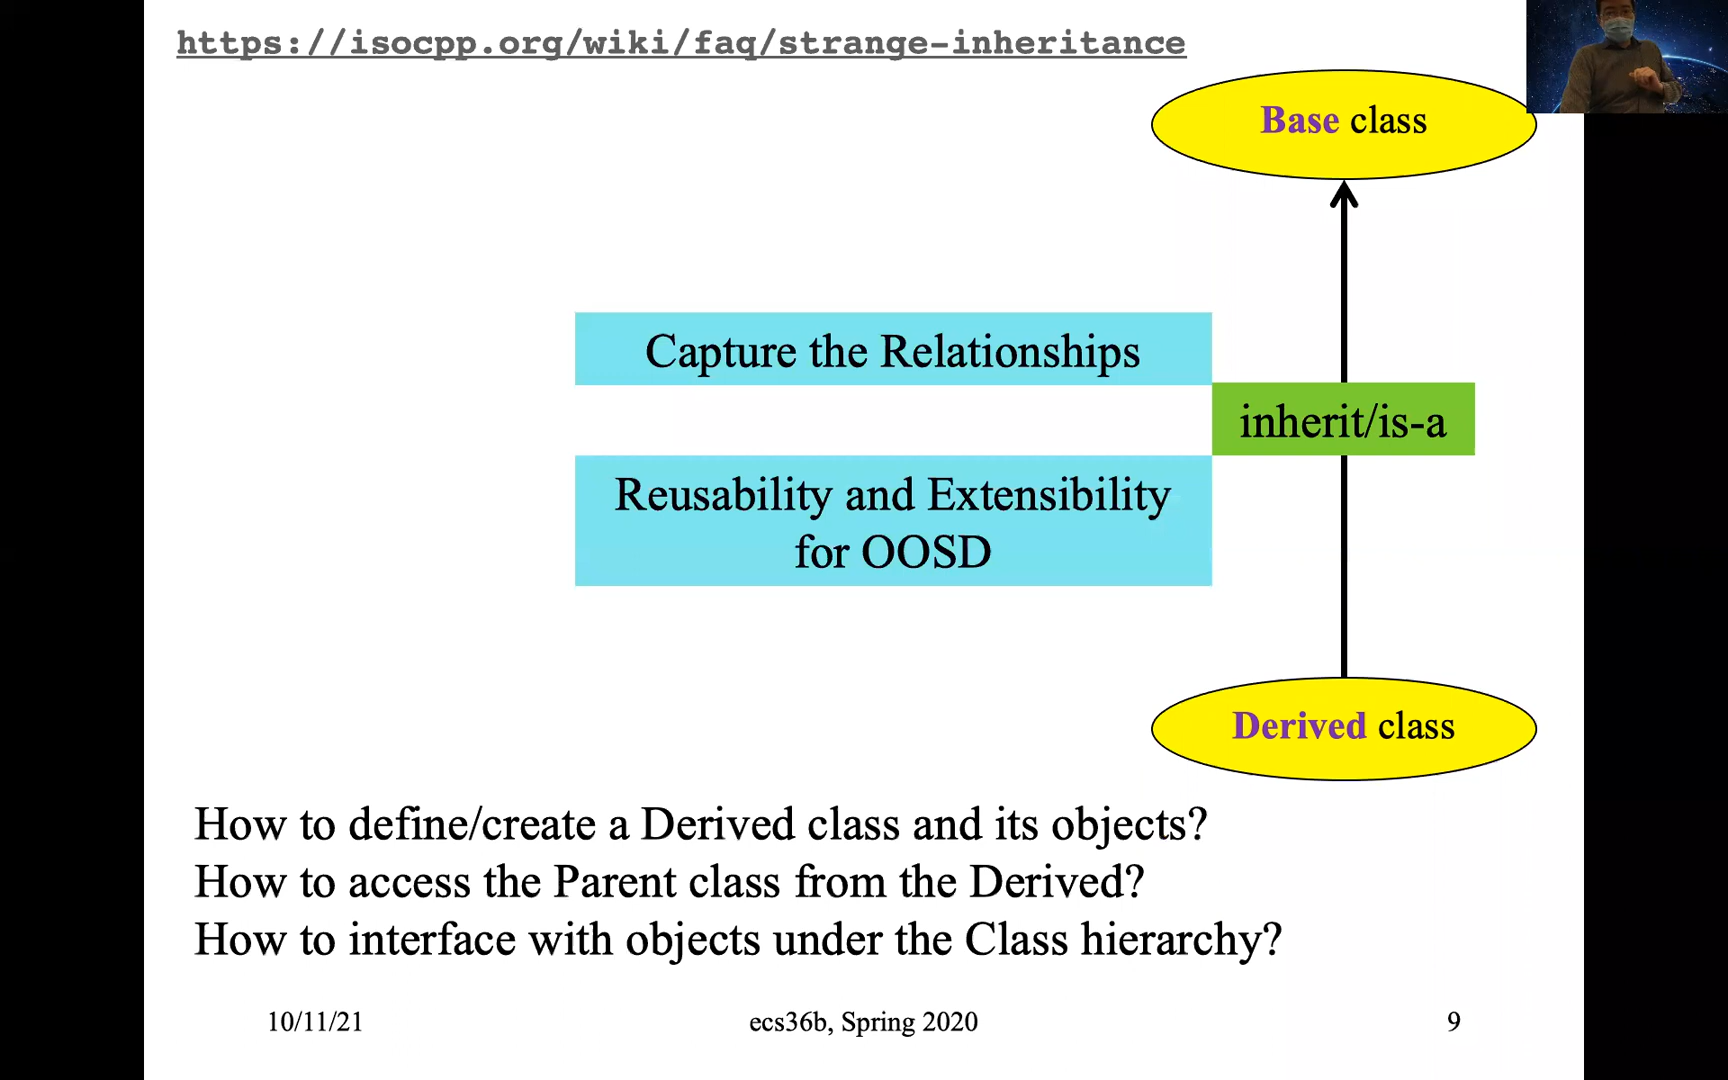 https://isocpp.org/wiki/faq/strange-inheritance
Base class
Capture the Relationships
inherit/is-a
Reusability and Extensibility
for OOSD
Derived class
How to define/create a Derived class and its objects?
How to access the Parent class from the Derived?
How to interface with objects under the Class hierarchy?
10/11/21
ecs36b, Spring 2020
9